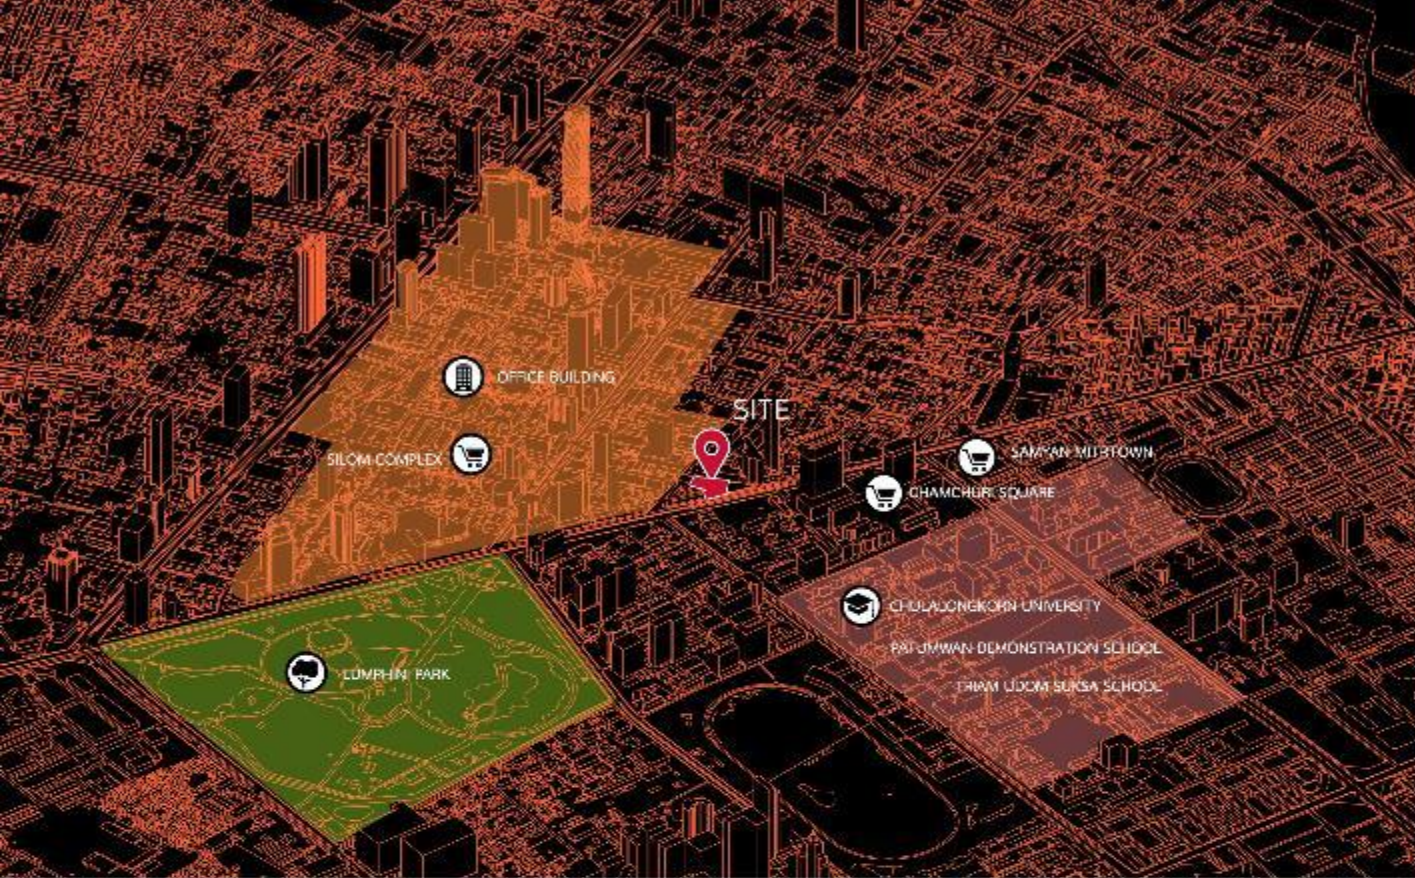 OFFICE BUILDING
SITE
SILOM COMPLEX
SAMYAN MITRTOWN
CHAMCHURI SQUARE
CHULALONGKORN UNIVERSITY
PATUMWAN DEMONSTRATION SCHOOL
TRIAM UDOM SUKSA SCHOOL
LUMPHINI PARK